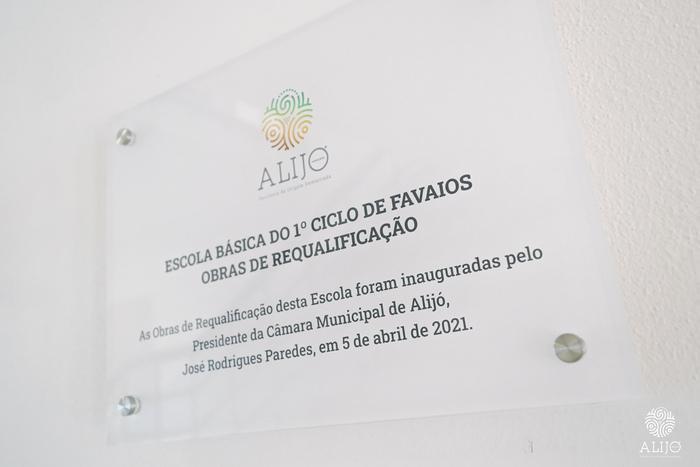 ALIJÓ
ESCOLA BÁSICA DO 1º CICLO DE FAVAIOS
OBRAS DE REQUALIFICAÇÃO
As Obras de Requalificação desta Escola foram inauguradas pelo
Presidente da Câmara Municipal de Alijó,
José Rodrigues Paredes, em 5 de abril de 2021.
ALIJÓ